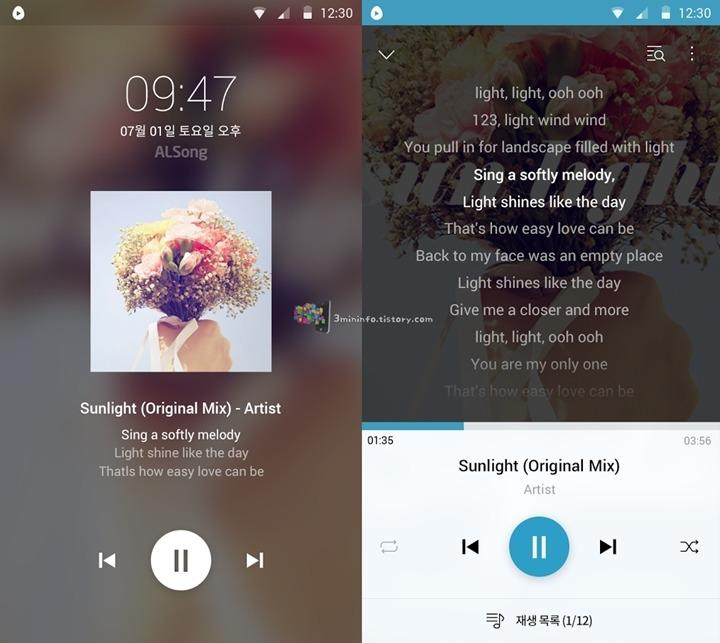 12:30
09:47
07월 01일 토요일 오후
ALSong
Sunlight (Original Mix) - Artist
Sing a softly melody
Light shine like the day
Thatls how easy love can be
3mininfo.tistory.com
12:30
light, light, ooh ooh
123, light wind wind
You pull in for landscape filled with light
Sing a softly melody,
Light shines like the day
That's how easy love can be
Back to my face was an empty place
Light shines like the day
Give me a closer and more
light, light, ooh ooh
You are my only one
That's how easy love can be
sun light
01:35
03:56
Sunlight (Original Mix)
Artist
재생 목록 (1/12)